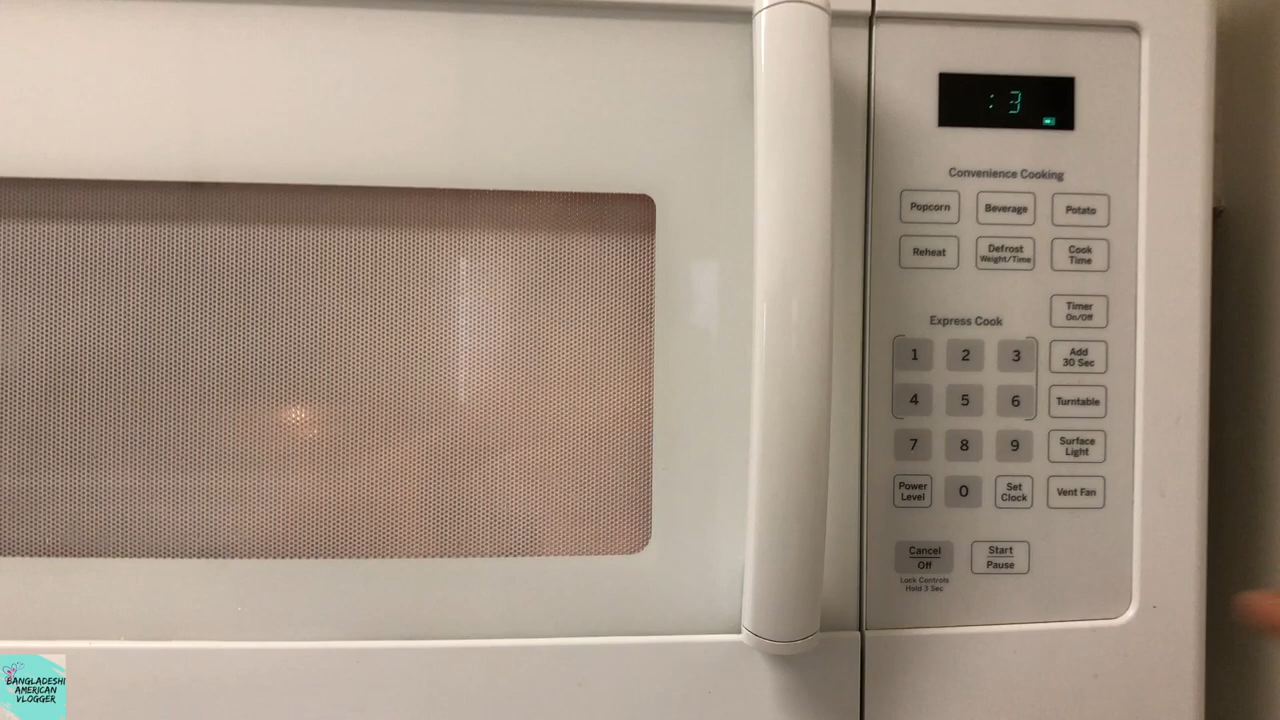 : 3
Convenience Cooking
Popcorn
Beverage
Potato
Reheat
Defrost
Weight/Time
Cook
Time
Timer
On/Off
Express Cook
1
2
3
Add
30 Sec
4
5
6
Turntable
7
8
9
Surface
Light
Power
Level
0
Set
Clock
Vent Fan
Cancel
Off
Start
Pause
Lock Controls
Hold 3 Sec
BANGLADESHI
AMERICAN
VLOGGER